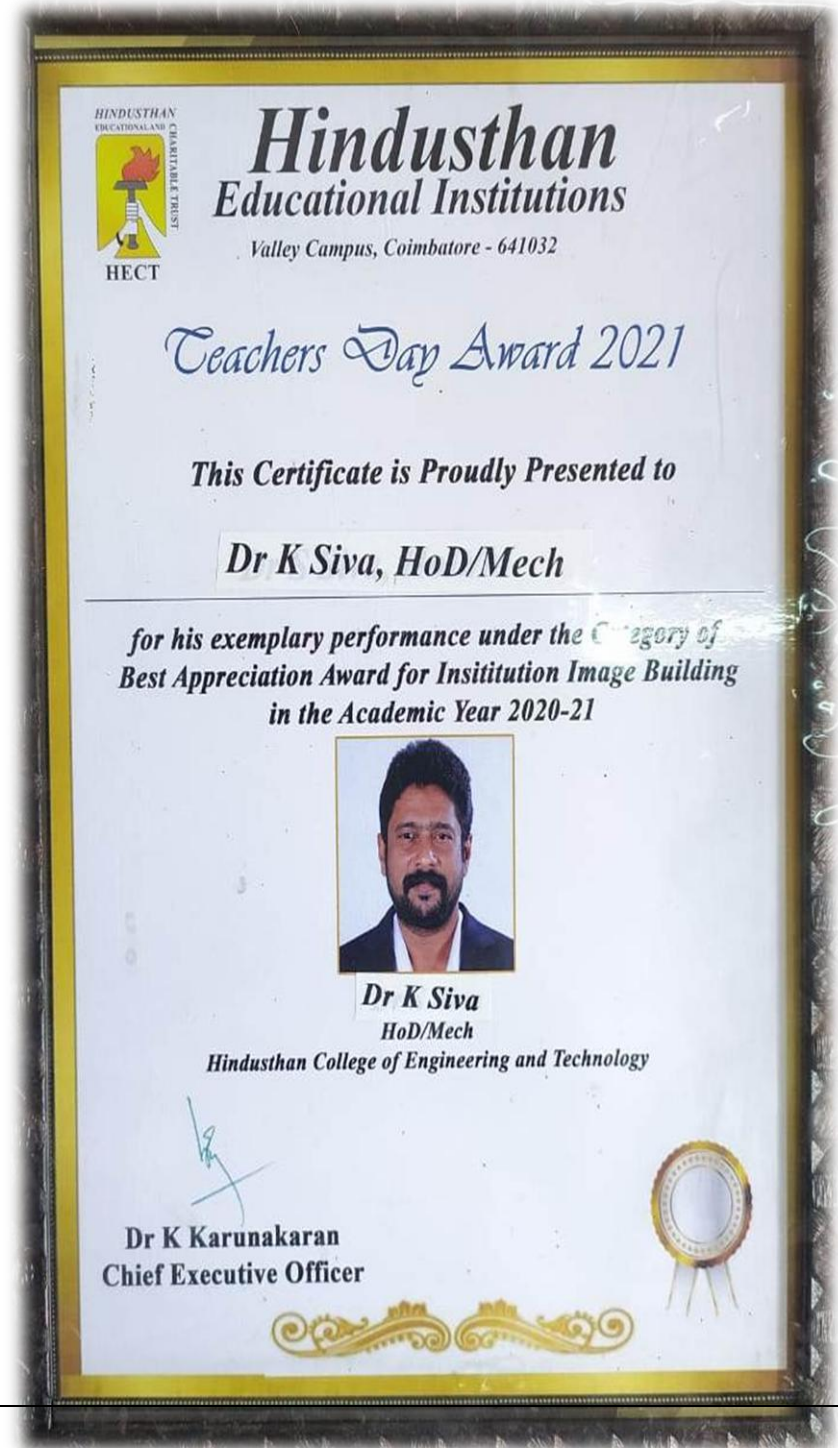 HINDUSTHAN
EDUCATIONAL AND
CHARITABLE TRUST
HECT
Hindusthan
Educational Institutions
Valley Campus, Coimbatore - 641032
Teachers Day Award 2021
This Certificate is Proudly Presented to
Dr K Siva, HoD/Mech
for his exemplary performance under the Category of
Best Appreciation Award for Insititution Image Building
in the Academic Year 2020-21
Dr K Siva
HoD/Mech
Hindusthan College of Engineering and Technology
Dr K Karunakaran
Chief Executive Officer